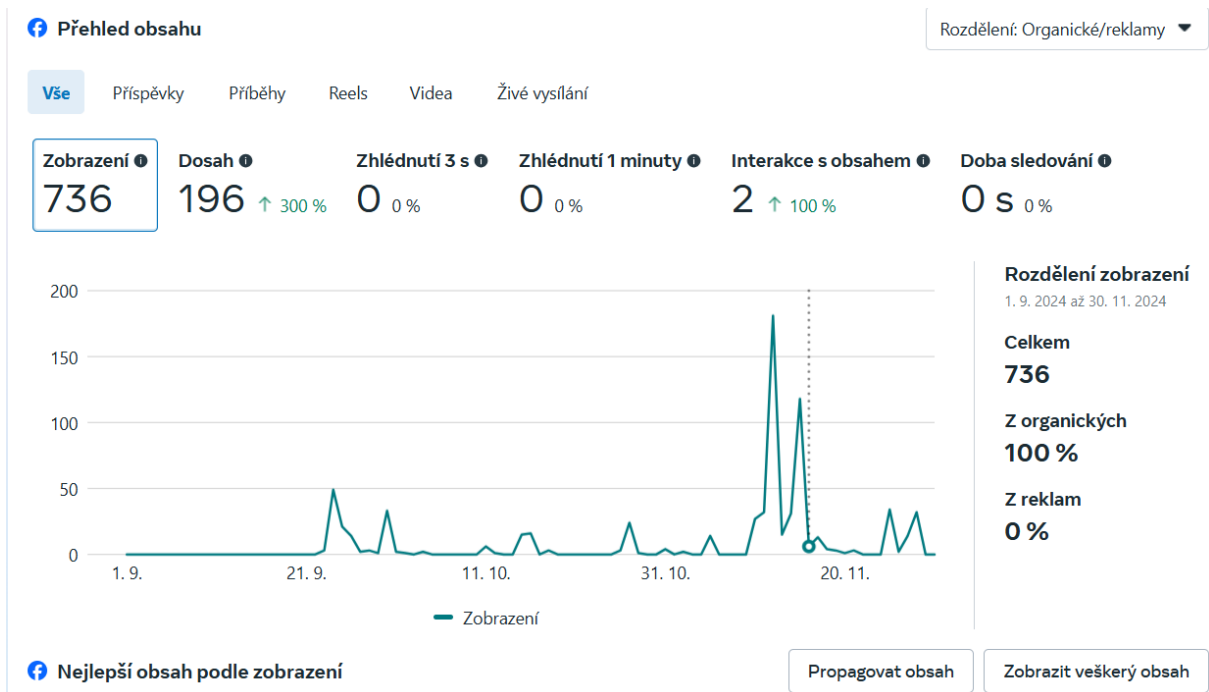 Přehled obsahu
Rozdělení: Organické/reklamy
Vše Příspěvky Příběhy Reels Videa Živé vysílání
Zobrazení Dosah Zhlédnutí 3 s Zhlédnutí 1 minuty Interakce s obsahem Doba sledování
736 196 ↑ 300 % 0 0 % 0 0 % 2 ↑ 100 % 0 s 0 %
200
150
100
50
0
1. 9. 21. 9. 11. 10. 31. 10. 20. 11.
Zobrazení
Rozdělení zobrazení
1. 9. 2024 až 30. 11. 2024
Celkem
736
Z organických
100 %
Z reklam
0 %
Nejlepší obsah podle zobrazení
Propagovat obsah Zobrazit veškerý obsah